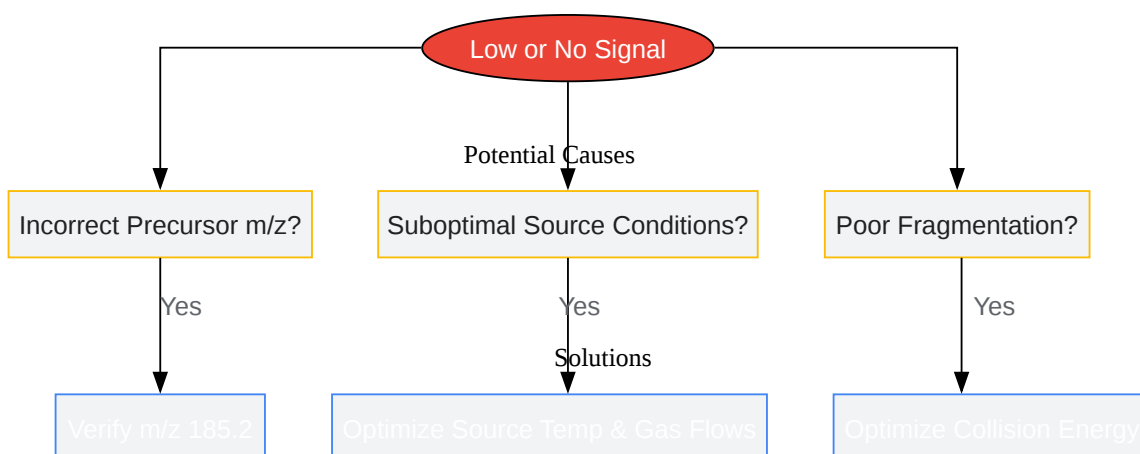 Low or No Signal
Potential Causes
Incorrect Precursor m/z?
Suboptimal Source Conditions?
Poor Fragmentation?
Yes
Yes
Yes
Solutions
Verify m/z 185.2
Optimize Source Temp & Gas Flows
Optimize Collision Energy